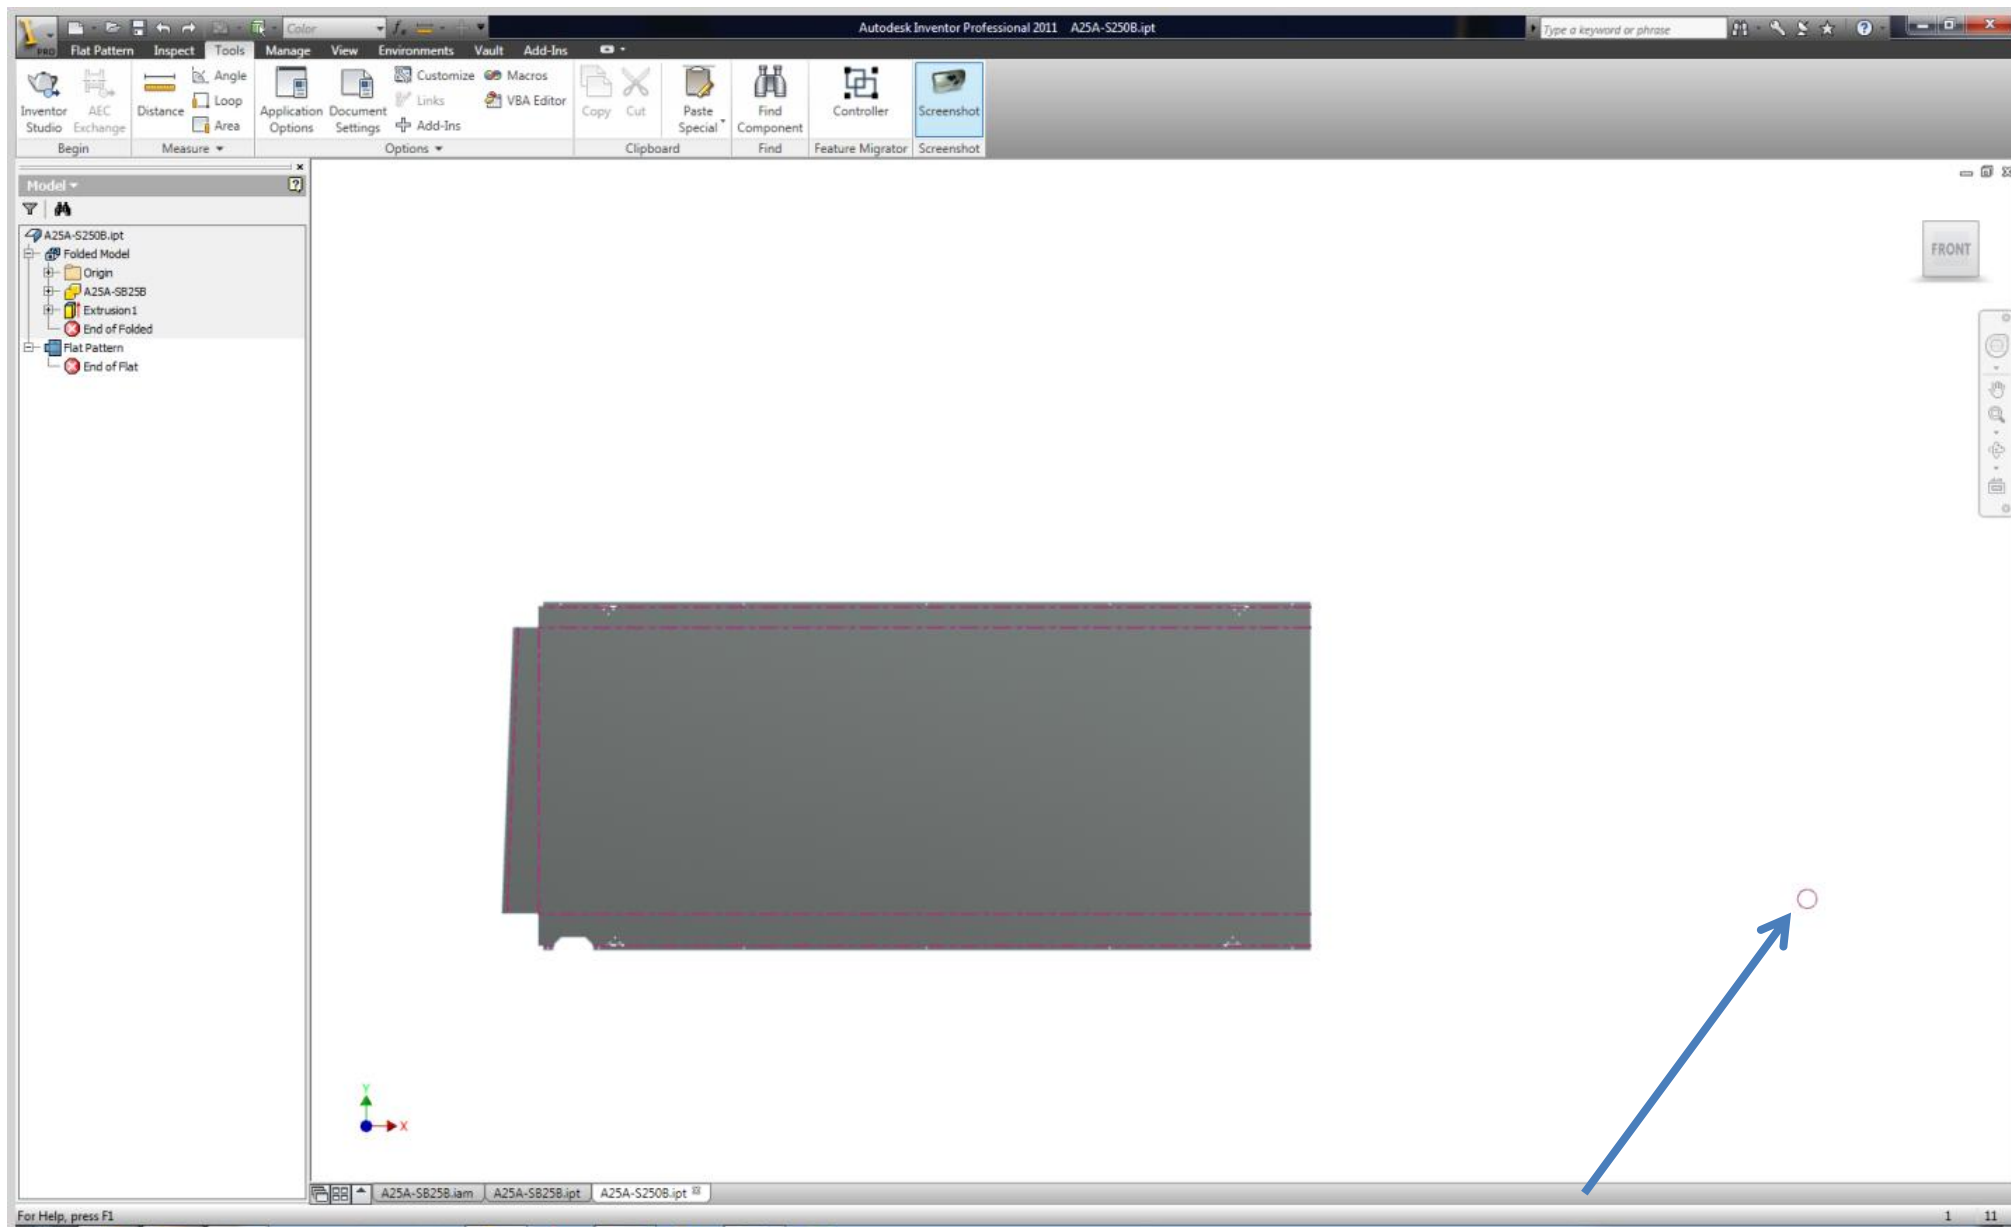 Color
Autodesk Inventor Professional 2011 A25A-S250B.ipt
Type a keyword or phrase
PRO
Flat Pattern Inspect Tools Manage View Environments Vault Add-Ins
Inventor Studio
AEC Exchange
Distance
Angle
Loop
Area
Application Options
Document Settings
Customize
Links
Add-Ins
Macros
VBA Editor
Copy
Cut
Paste Special
Find Component
Controller
Screenshot
Begin
Measure
Options
Clipboard
Find
Feature Migrator
Screenshot
Model
A25A-S250B.ipt
Folded Model
Origin
A25A-SB25B
Extrusion1
End of Folded
Flat Pattern
End of Flat
FRONT
Y
X
A25A-SB25B.iam
A25A-SB25B.ipt
A25A-S250B.ipt
For Help, press F1
1 11